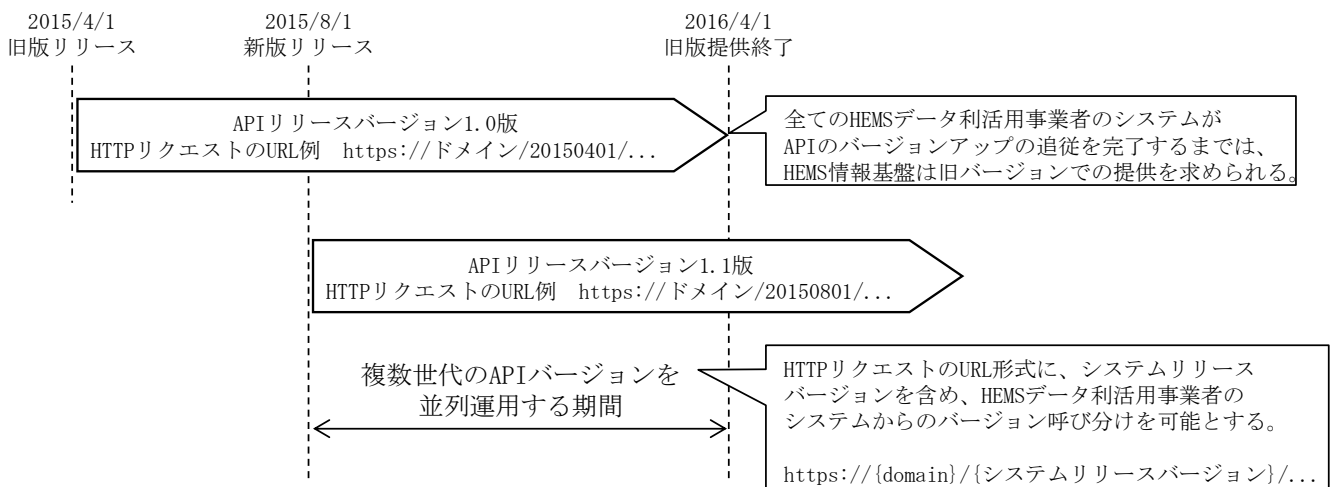 2015/4/1
旧版リリース
2015/8/1
新版リリース
2016/4/1
旧版提供終了
APIリリースバージョン1.0版
HTTPリクエストのURL例　https://ドメイン/20150401/...
全てのHEMSデータ利活用事業者のシステムが
APIのバージョンアップの追従を完了するまでは、
HEMS情報基盤は旧バージョンでの提供を求められる。
APIリリースバージョン1.1版
HTTPリクエストのURL例　https://ドメイン/20150801/...
複数世代のAPIバージョンを
並列運用する期間
HTTPリクエストのURL形式に、システムリリース
バージョンを含め、HEMSデータ利活用事業者の
システムからのバージョン呼び分けを可能とする。
https://{domain}/{システムリリースバージョン}/...